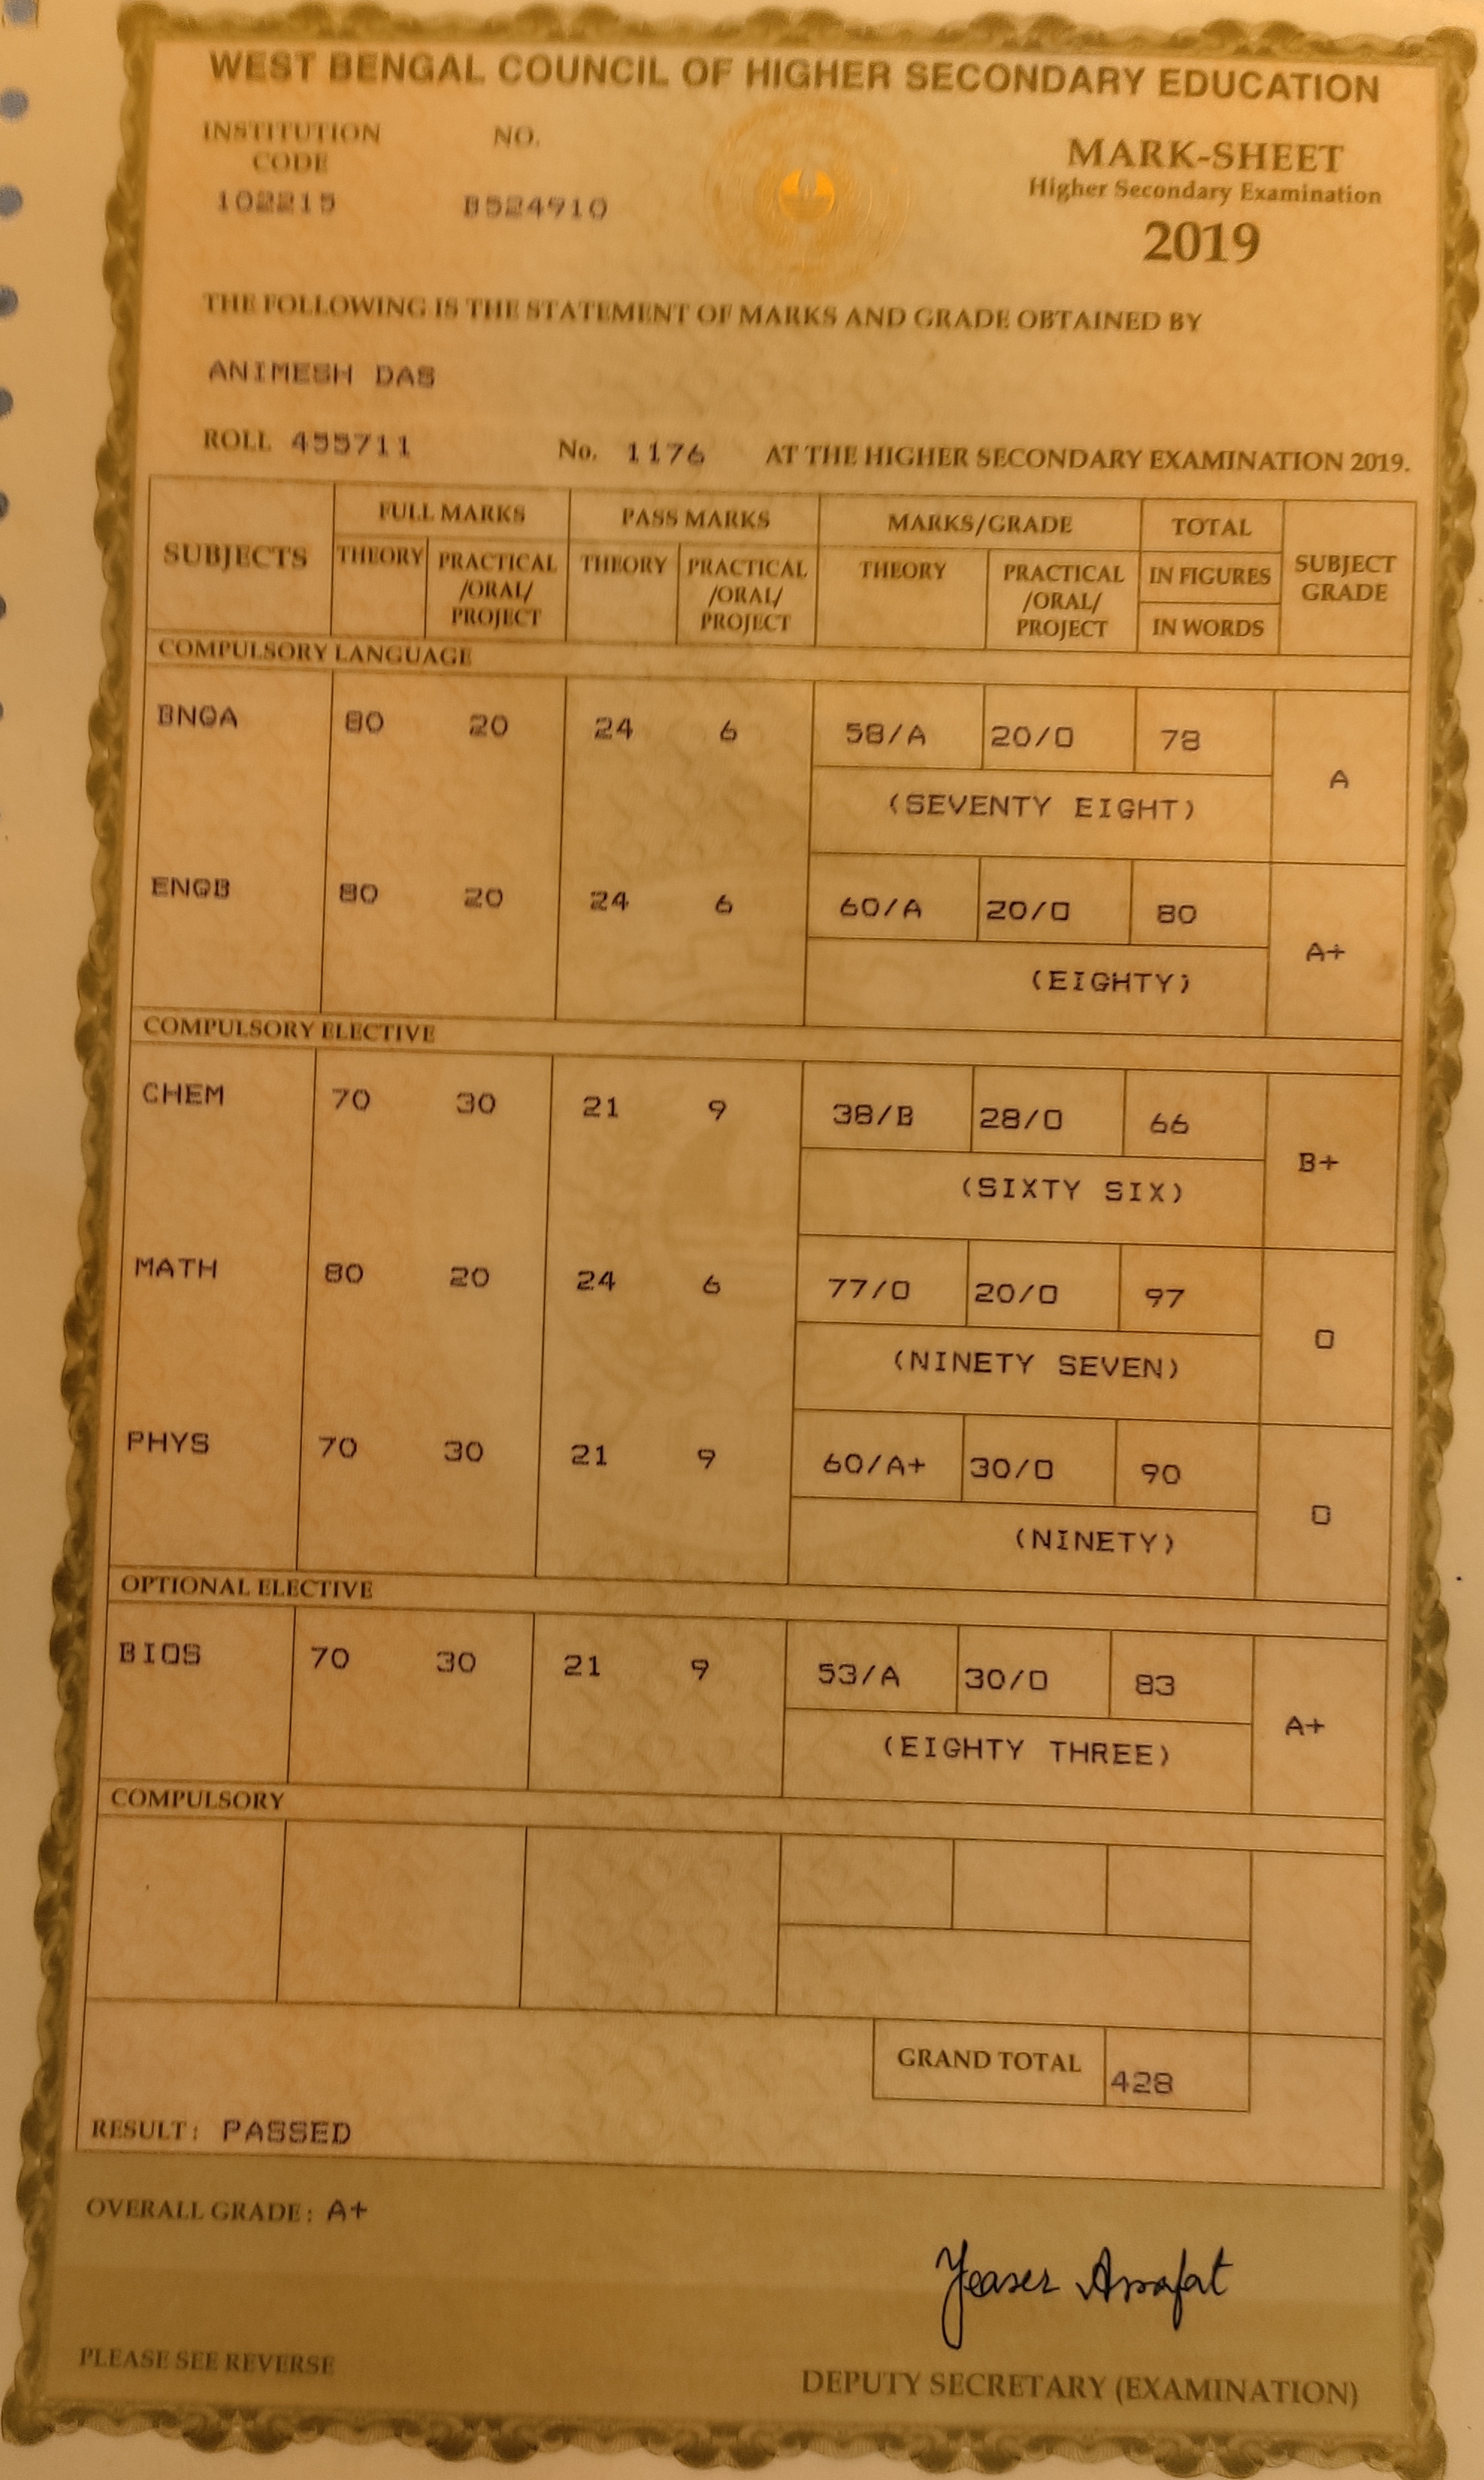 WEST BENGAL COUNCIL OF HIGHER SECONDARY EDUCATION
INSTITUTION CODE
102215
NO.
B524910
MARK-SHEET
Higher Secondary Examination
2019
THE FOLLOWING IS THE STATEMENT OF MARKS AND GRADE OBTAINED BY
ANIMESH DAS
ROLL 455711 No. 1176 AT THE HIGHER SECONDARY EXAMINATION 2019.
SUBJECTS FULL MARKS PASS MARKS MARKS/GRADE TOTAL SUBJECT GRADE
THEORY PRACTICAL /ORAL/ PROJECT THEORY PRACTICAL /ORAL/ PROJECT THEORY PRACTICAL /ORAL/ PROJECT IN FIGURES
IN WORDS
COMPULSORY LANGUAGE
BNGA 80 20 24 6 58/A 20/O 78 A
(SEVENTY EIGHT)
ENGB 80 20 24 6 60/A 20/O 80 A+
(EIGHTY)
COMPULSORY ELECTIVE
CHEM 70 30 21 9 38/B 28/O 66 B+
(SIXTY SIX)
MATH 80 20 24 6 77/O 20/O 97 O
(NINETY SEVEN)
PHYS 70 30 21 9 60/A+ 30/O 90 O
(NINETY)
OPTIONAL ELECTIVE
BIOS 70 30 21 9 53/A 30/O 83 A+
(EIGHTY THREE)
COMPULSORY
GRAND TOTAL 428
RESULT: PASSED
OVERALL GRADE: A+
Yeaser Arrafat
PLEASE SEE REVERSE
DEPUTY SECRETARY (EXAMINATION)